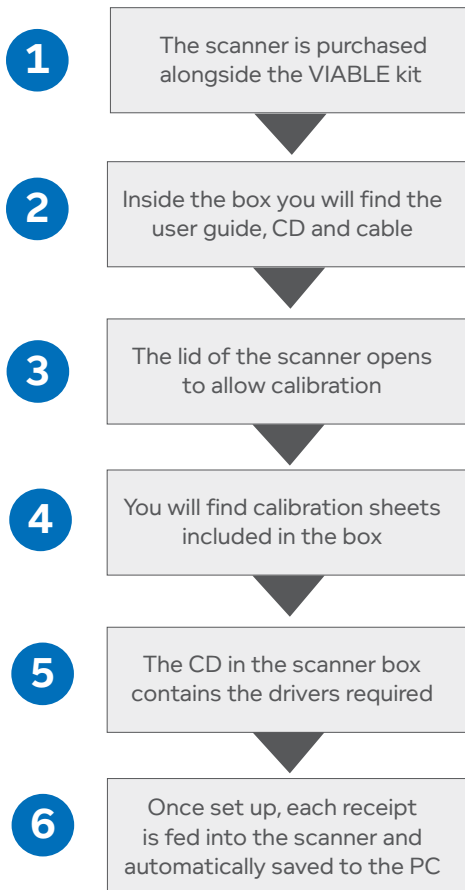 1
The scanner is purchased
alongside the VIABLE kit
2
Inside the box you will find the
user guide, CD and cable
3
The lid of the scanner opens
to allow calibration
4
You will find calibration sheets
included in the box
5
The CD in the scanner box
contains the drivers required
6
Once set up, each receipt
is fed into the scanner and
automatically saved to the PC